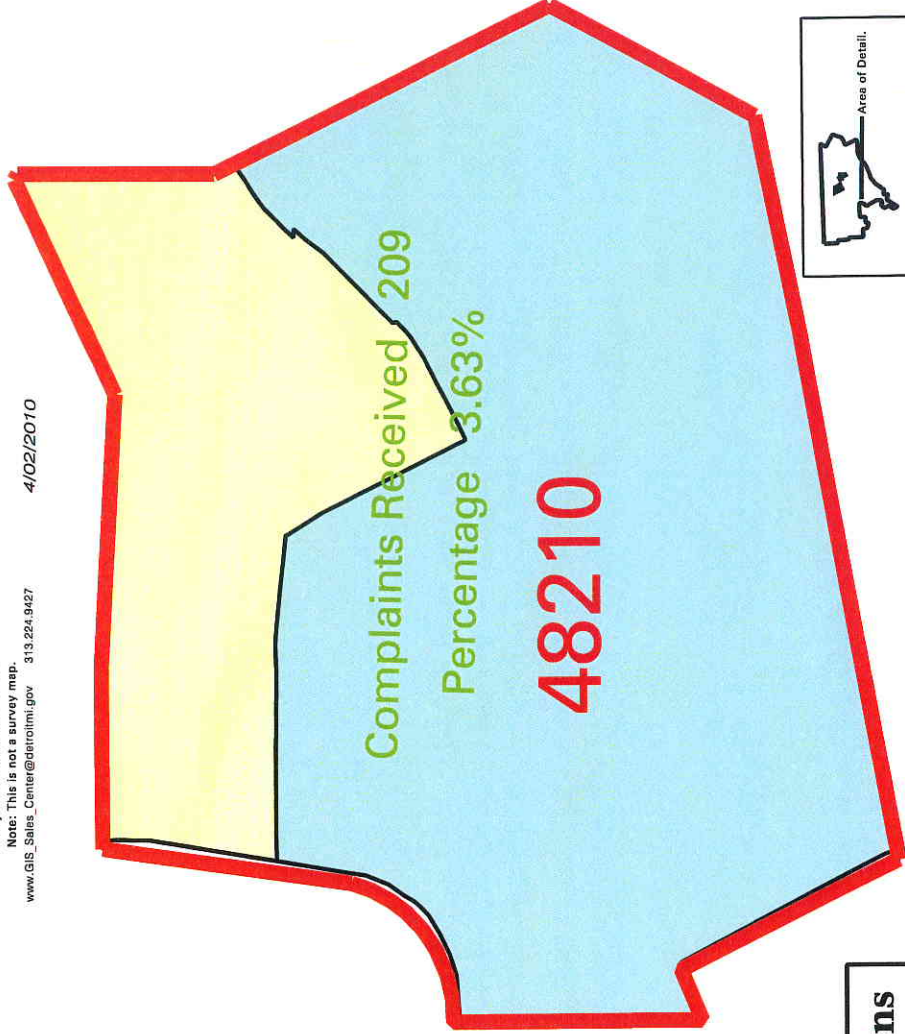 Note: This is not a survey map.
www.GIS_Sales_Center@detroitmi.gov 313.224.9427
4/02/2010
Complaints Received 209
Percentage 3.63%
48210
Area of Detail.
ns